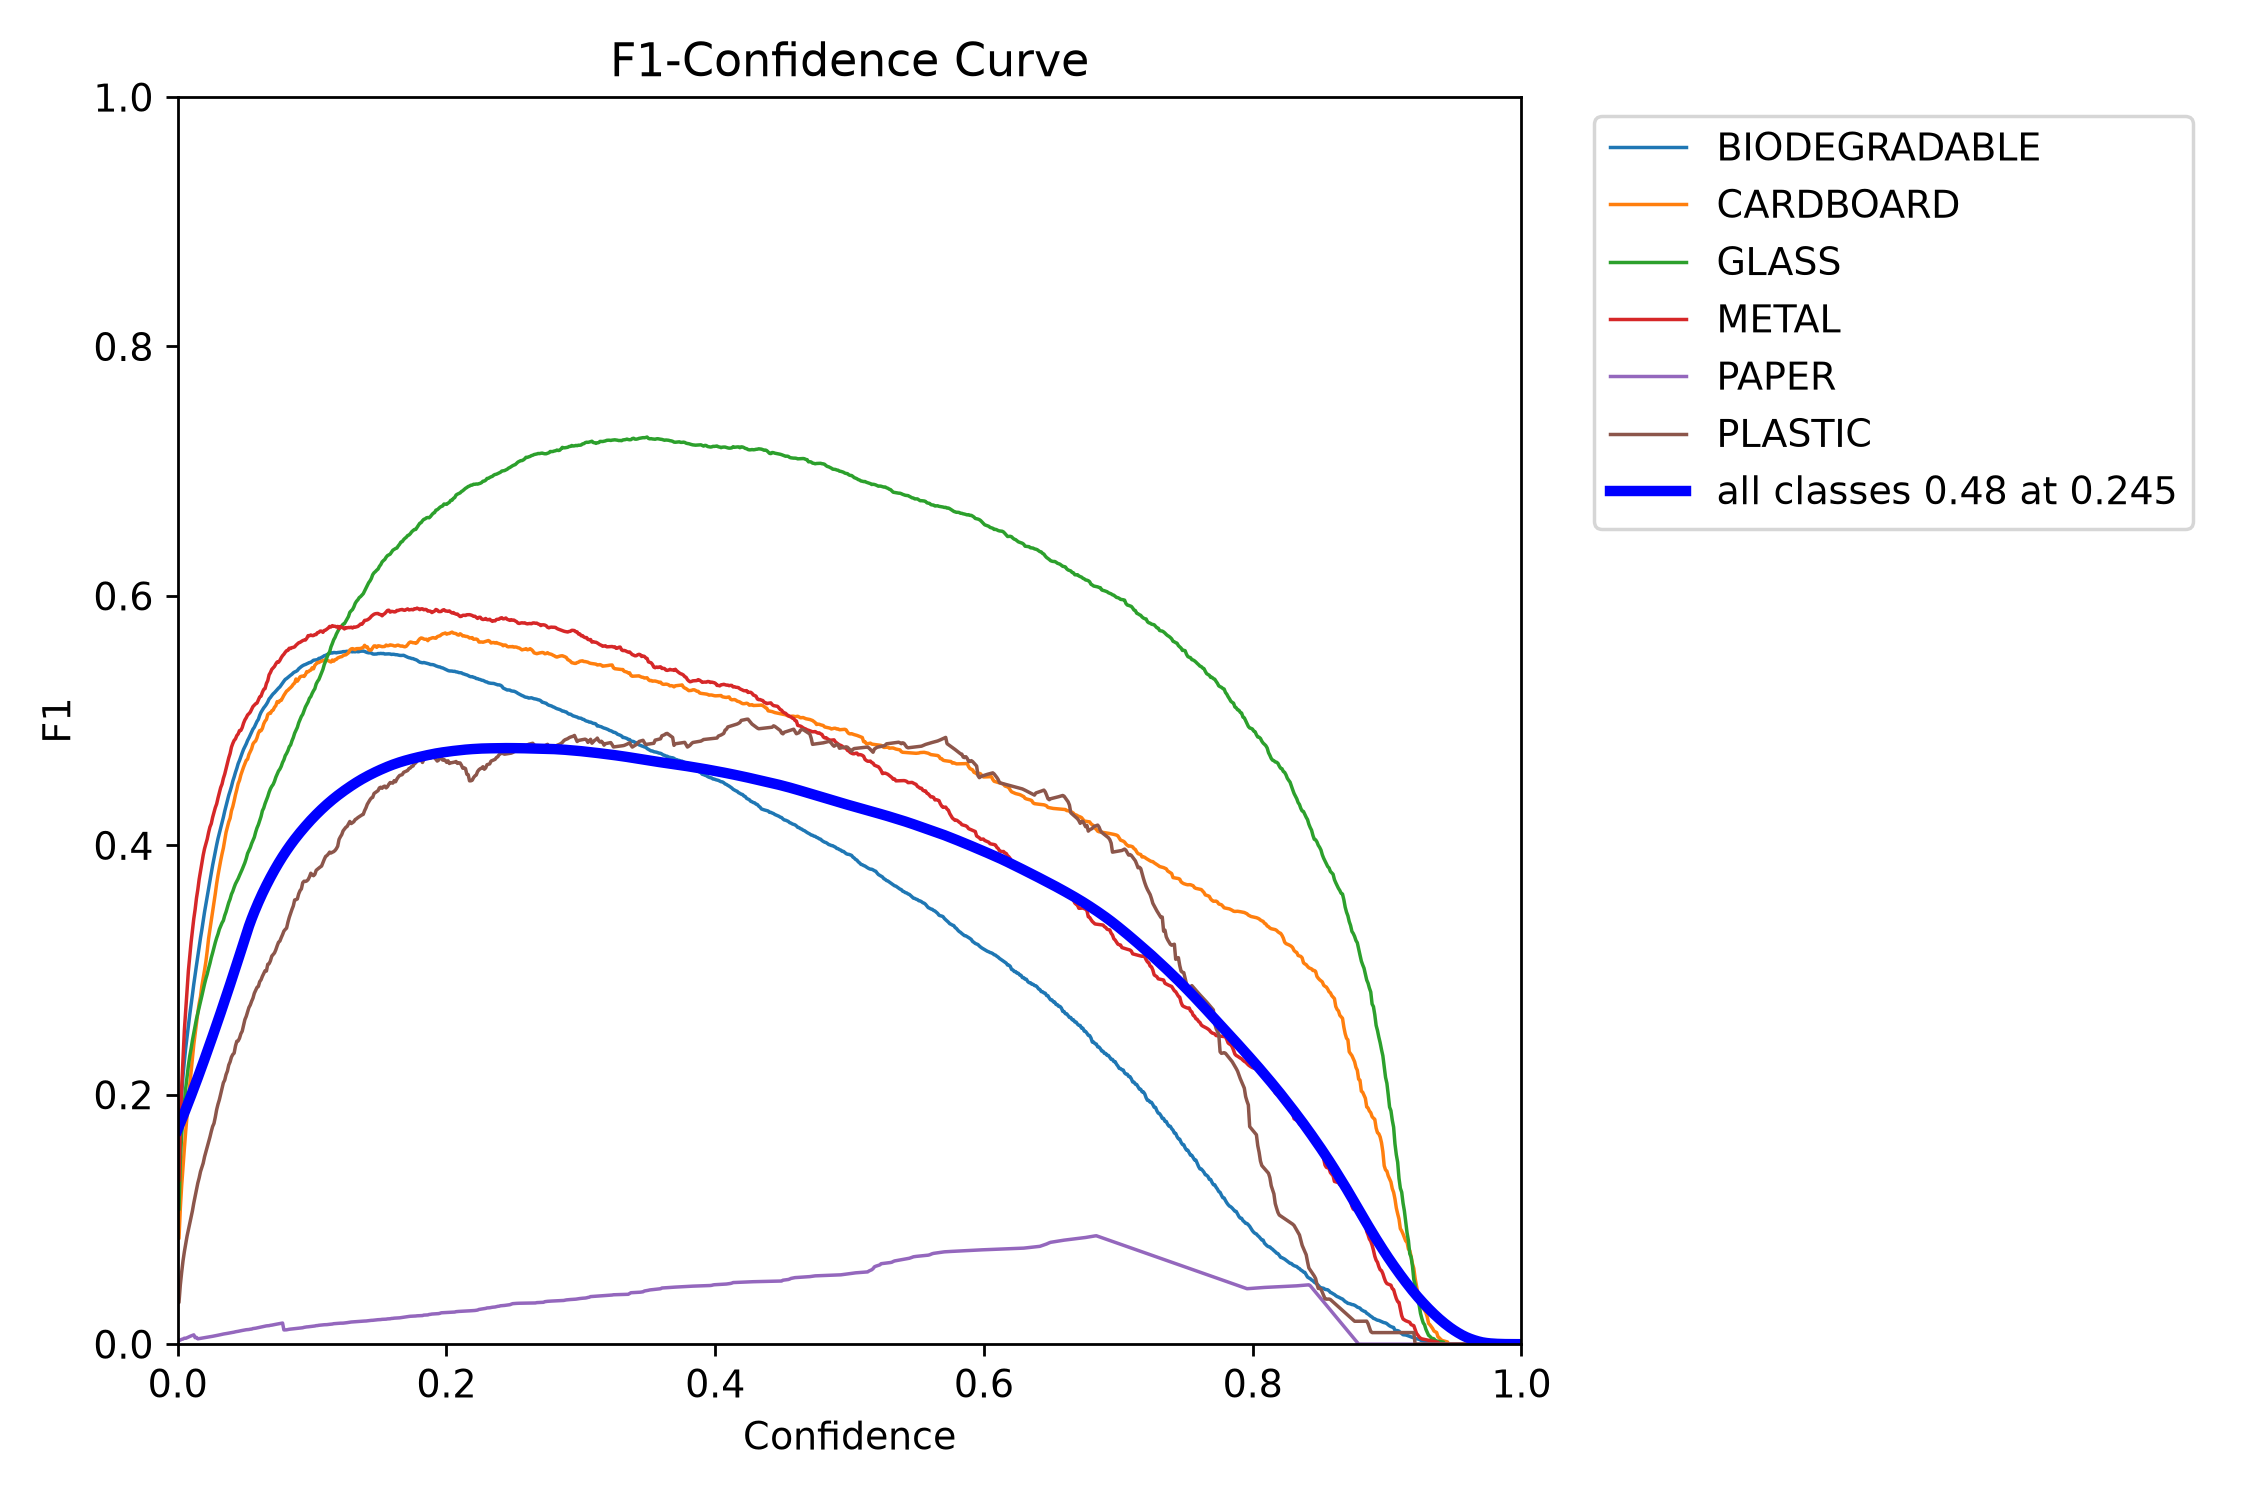 F1-Confidence Curve
1.0
0.8
0.6
0.4
0.2
0.0
F1
0.0 0.2 0.4 0.6 0.8 1.0
Confidence
BIODEGRADABLE
CARDBOARD
GLASS
METAL
PAPER
PLASTIC
all classes 0.48 at 0.245